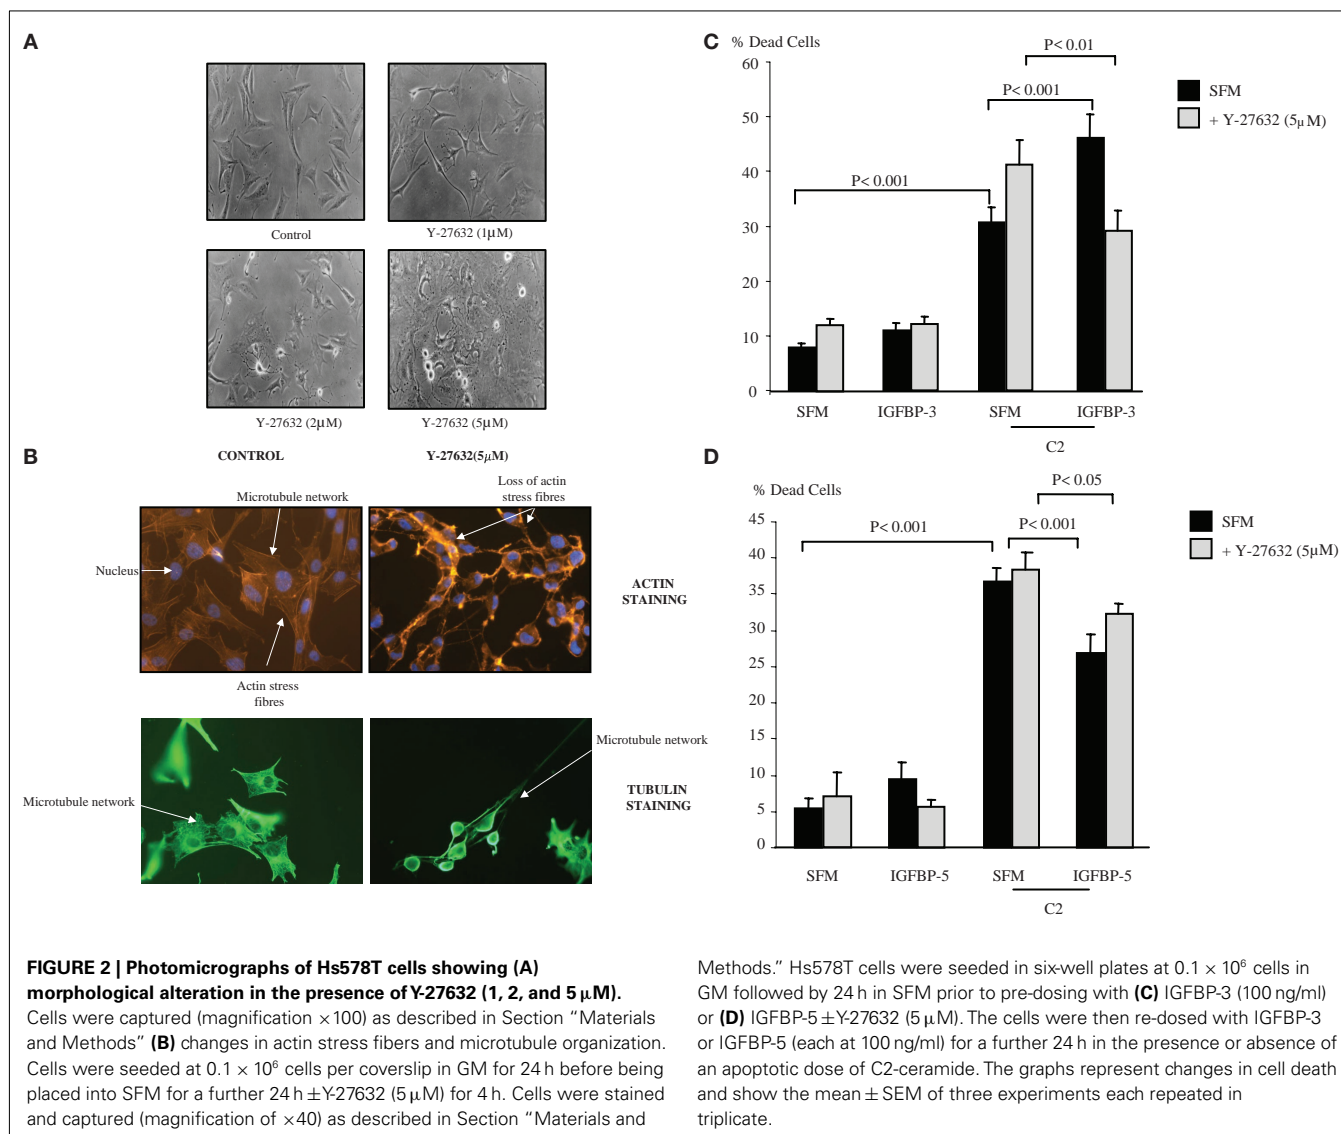 A
Control
Y-27632 (1µM)
Y-27632 (2µM)
Y-27632 (5µM)
B
CONTROL
Y-27632(5µM)
Microtubule network
Loss of actin
stress fibres
Nucleus
ACTIN
STAINING
Actin stress
fibres
Microtubule network
Microtubule network
TUBULIN
STAINING
C
% Dead Cells
P< 0.01
P< 0.001
P< 0.001
60
50
40
30
20
10
0
SFM
+ Y-27632 (5µM)
SFM
IGFBP-3
SFM
IGFBP-3
C2
D
% Dead Cells
P< 0.05
P< 0.001
P< 0.001
45
40
35
30
25
20
15
10
5
0
SFM
+ Y-27632 (5µM)
SFM
IGFBP-5
SFM
IGFBP-5
C2
FIGURE 2 | Photomicrographs of Hs578T cells showing (A)
morphological alteration in the presence of Y-27632 (1, 2, and 5 µM).
Cells were captured (magnification ×100) as described in Section “Materials
and Methods” (B) changes in actin stress fibers and microtubule organization.
Cells were seeded at 0.1 × 10⁶ cells per coverslip in GM for 24 h before being
placed into SFM for a further 24 h ± Y-27632 (5 µM) for 4 h. Cells were stained
and captured (magnification of ×40) as described in Section “Materials and
Methods.” Hs578T cells were seeded in six-well plates at 0.1 × 10⁶ cells in
GM followed by 24 h in SFM prior to pre-dosing with (C) IGFBP-3 (100 ng/ml)
or (D) IGFBP-5 ± Y-27632 (5 µM). The cells were then re-dosed with IGFBP-3
or IGFBP-5 (each at 100 ng/ml) for a further 24 h in the presence or absence of
an apoptotic dose of C2-ceramide. The graphs represent changes in cell death
and show the mean ± SEM of three experiments each repeated in
triplicate.